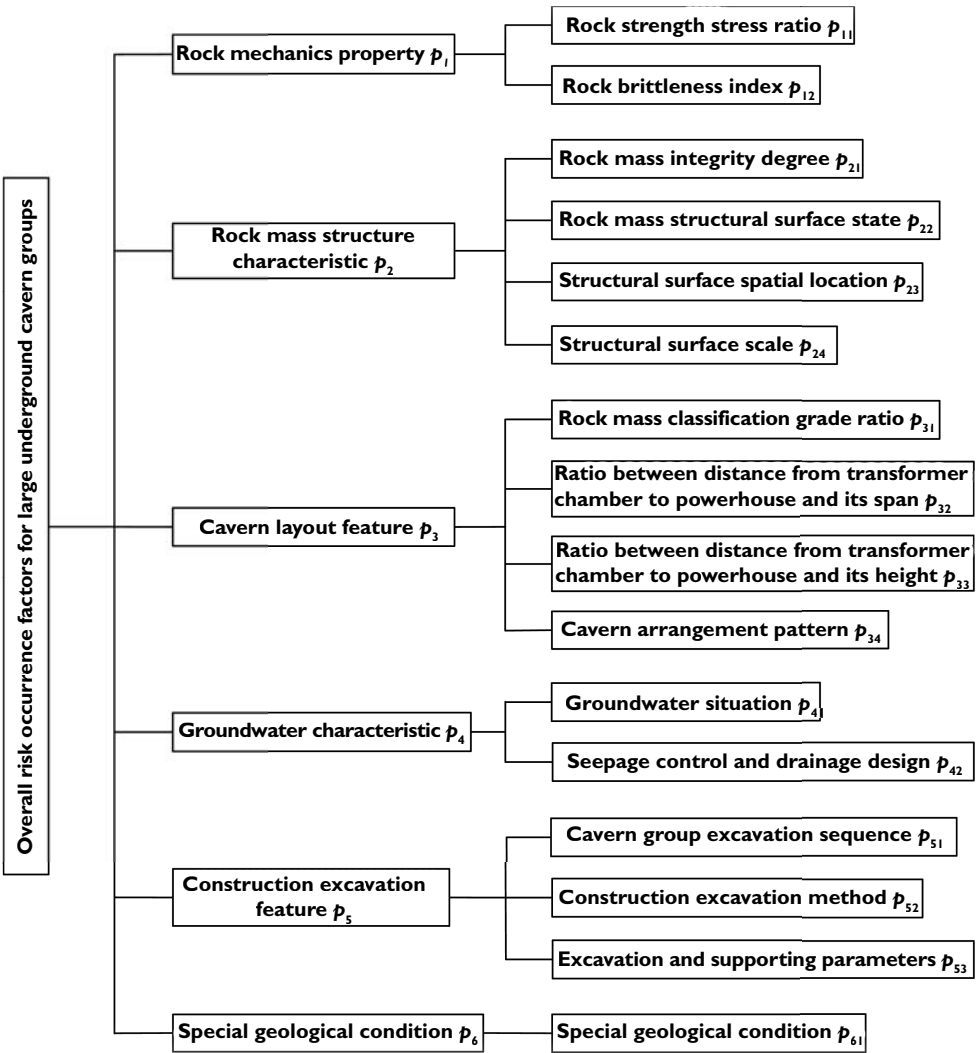 Overall risk occurrence factors for large underground cavern groups
Rock mechanics property p₁
Rock strength stress ratio p₁₁
Rock brittleness index p₁₂
Rock mass structure
characteristic p₂
Rock mass integrity degree p₂₁
Rock mass structural surface state p₂₂
Structural surface spatial location p₂₃
Structural surface scale p₂₄
Cavern layout feature p₃
Rock mass classification grade ratio p₃₁
Ratio between distance from transformer
chamber to powerhouse and its span p₃₂
Ratio between distance from transformer
chamber to powerhouse and its height p₃₃
Cavern arrangement pattern p₃₄
Groundwater characteristic p₄
Groundwater situation p₄₁
Seepage control and drainage design p₄₂
Construction excavation
feature p₅
Cavern group excavation sequence p₅₁
Construction excavation method p₅₂
Excavation and supporting parameters p₅₃
Special geological condition p₆
Special geological condition p₆₁